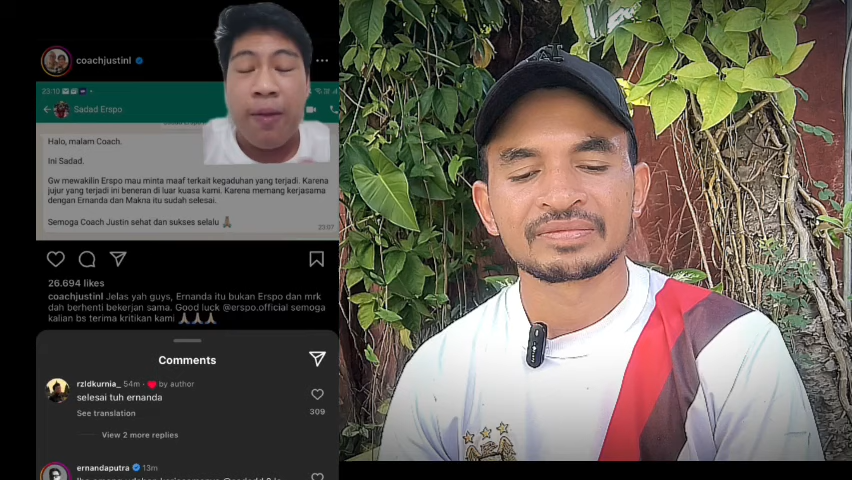 coachjustinl
23:10
Sadad Erspo
Halo, malam Coach.
Ini Sadad.
Gw mewakilin Erspo mau minta maaf terkait kegaduhan yang terjadi. Karena
jujur yang terjadi ini beneran di luar kuasa kami. Karena memang kerjasama
dengan Ernanda dan Makna itu sudah selesai.
Semoga Coach Justin sehat dan sukses selalu 🙏🏼
23:07
26.694 likes
coachjustinl Jelas yah guys, Ernanda itu bukan Erspo dan mrk
dah berhenti bekerjan sama. Good luck @erspo.official semoga
kalian bs terima kritikan kami 🙏🙏🙏
Comments
rzldkurnia_ 54m · ❤️ by author
selesai tuh ernanda
See translation
309
View 2 more replies
ernandaputra 13m